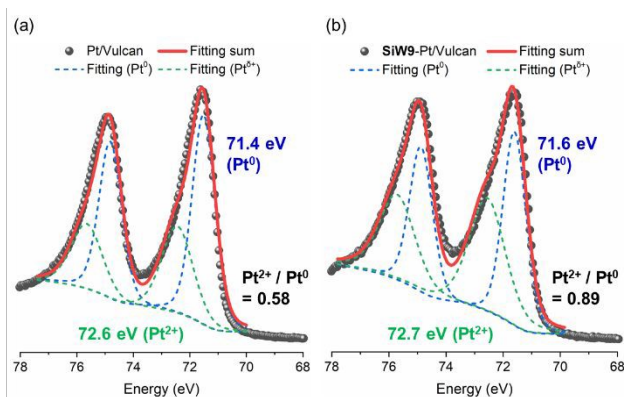 (a)
Pt/Vulcan
Fitting sum
Fitting (Pt⁰)
Fitting (Ptᵟ⁺)
71.4 eV
(Pt⁰)
Pt²⁺ / Pt⁰
= 0.58
72.6 eV (Pt²⁺)
78 76 74 72 70 68
Energy (eV)
(b)
SiW9-Pt/Vulcan
Fitting sum
Fitting (Pt⁰)
Fitting (Ptᵟ⁺)
71.6 eV
(Pt⁰)
Pt²⁺ / Pt⁰
= 0.89
72.7 eV (Pt²⁺)
78 76 74 72 70 68
Energy (eV)